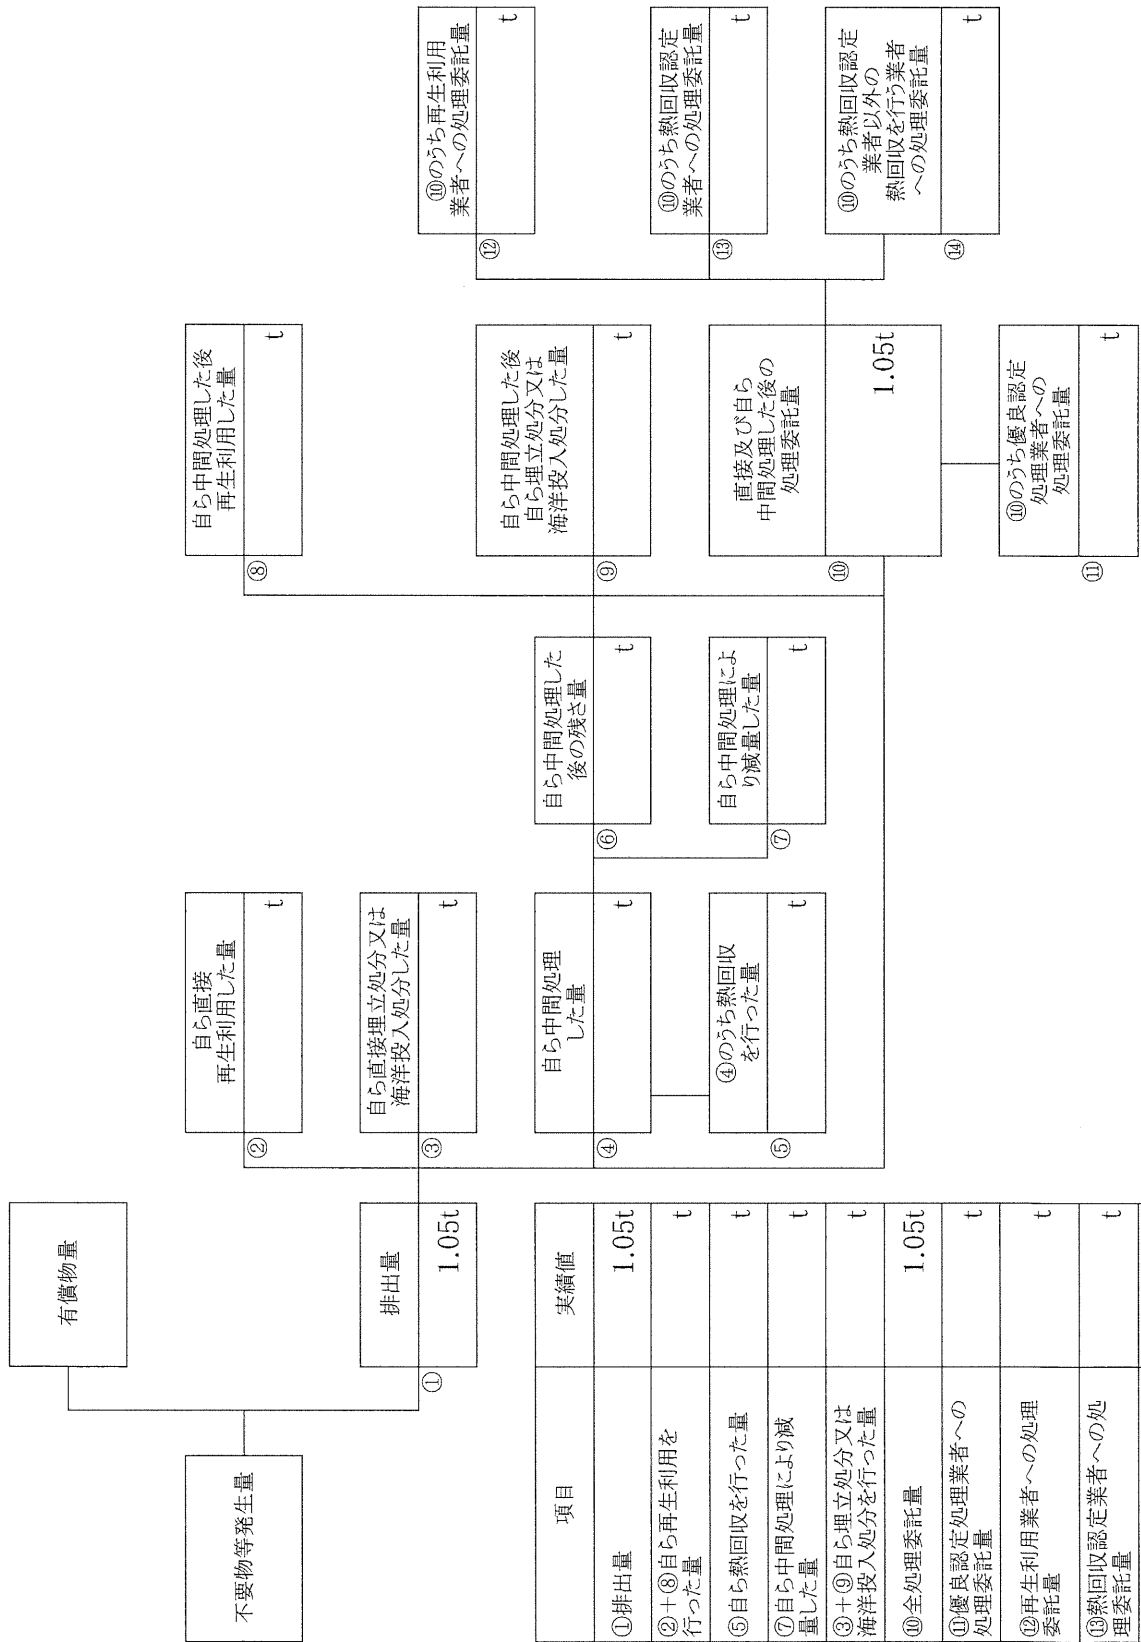 有償物量
不要物等発生量
排出量
①
1.05t
自ら直接
再生利用した量
②
t
自ら直接埋立処分又は
海洋投入処分した量
③
t
自ら中間処理
した量
④
t
④のうち熱回収
を行った量
⑤
t
自ら中間処理した
後の残さ量
⑥
t
自ら中間処理によ
り減量した量
⑦
t
自ら中間処理した後
再生利用した量
⑧
t
自ら中間処理した後
自ら埋立処分又は
海洋投入処分した量
⑨
t
直接及び自ら
中間処理した後の
処理委託量
⑩
1.05t
⑩のうち優良認定
処理業者への
処理委託量
⑪
t
⑩のうち再生利用
業者への処理委託量
⑫
t
⑩のうち熱回収認定
業者への処理委託量
⑬
t
⑩のうち熱回収認定
業者以外の
熱回収を行う業者
への処理委託量
⑭
t
項目
実績値
①排出量
1.05t
②+⑧自ら再生利用を
行った量
t
⑤自ら熱回収を行った量
t
⑦自ら中間処理により減
量した量
t
③+⑨自ら埋立処分又は
海洋投入処分を行った量
t
⑩全処理委託量
1.05t
⑪優良認定処理業者への
処理委託量
t
⑫再生利用業者への処理
委託量
t
⑬熱回収認定業者への処
理委託量
t